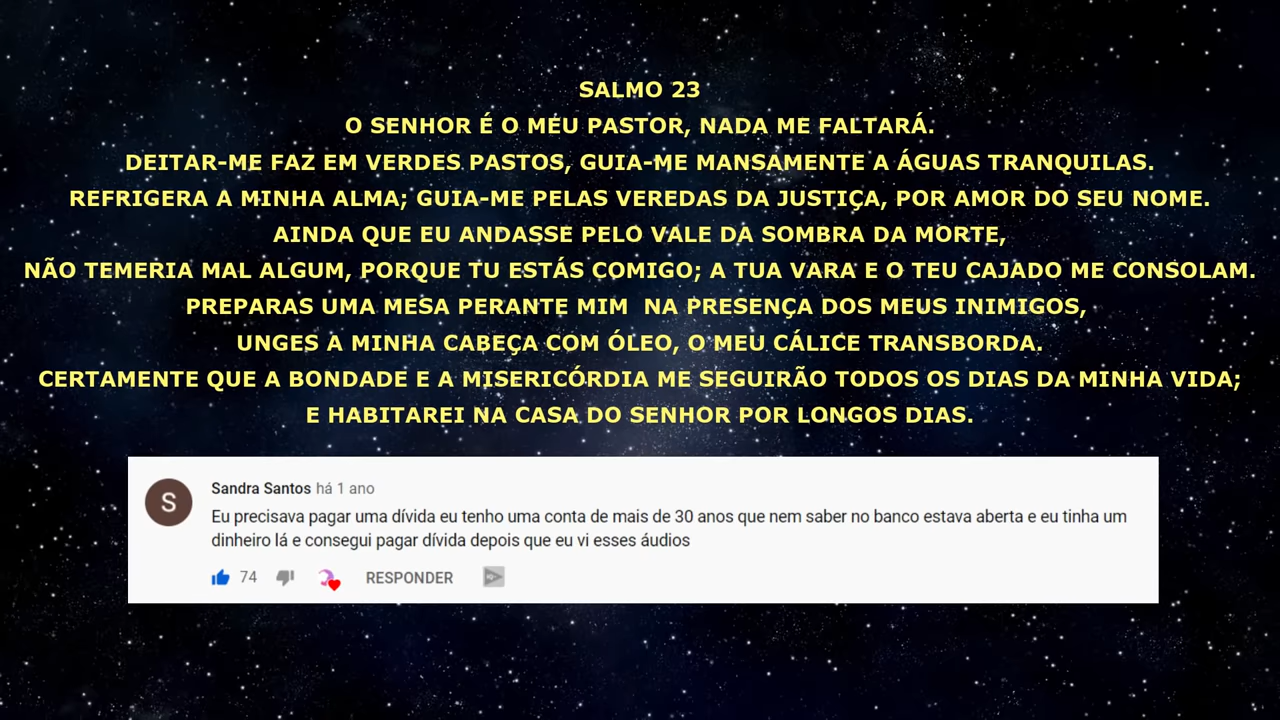 SALMO 23
O SENHOR É O MEU PASTOR, NADA ME FALTARÁ.
DEITAR-ME FAZ EM VERDES PASTOS, GUIA-ME MANSAMENTE A ÁGUAS TRANQUILAS.
REFRIGERA A MINHA ALMA; GUIA-ME PELAS VEREDAS DA JUSTIÇA, POR AMOR DO SEU NOME.
AINDA QUE EU ANDASSE PELO VALE DA SOMBRA DA MORTE,
NÃO TEMERIA MAL ALGUM, PORQUE TU ESTÁS COMIGO; A TUA VARA E O TEU CAJADO ME CONSOLAM.
PREPARAS UMA MESA PERANTE MIM  NA PRESENÇA DOS MEUS INIMIGOS,
UNGES A MINHA CABEÇA COM ÓLEO, O MEU CÁLICE TRANSBORDA.
CERTAMENTE QUE A BONDADE E A MISERICÓRDIA ME SEGUIRÃO TODOS OS DIAS DA MINHA VIDA;
E HABITAREI NA CASA DO SENHOR POR LONGOS DIAS.
S
Sandra Santos há 1 ano
Eu precisava pagar uma dívida eu tenho uma conta de mais de 30 anos que nem saber no banco estava aberta e eu tinha um
dinheiro lá e consegui pagar dívida depois que eu vi esses áudios
74 RESPONDER